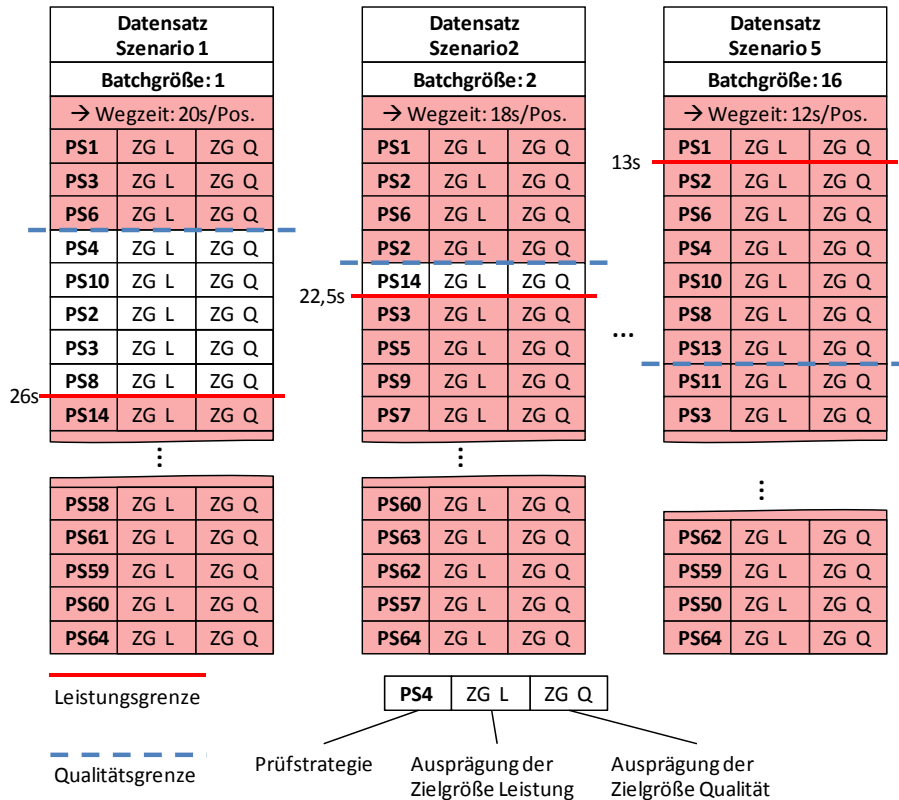 Datensatz
Szenario 1
Batchgröße: 1
→ Wegzeit: 20s/Pos.
PS1 ZG L ZG Q
PS3 ZG L ZG Q
PS6 ZG L ZG Q
PS4 ZG L ZG Q
PS10 ZG L ZG Q
PS2 ZG L ZG Q
PS3 ZG L ZG Q
PS8 ZG L ZG Q
26s
PS14 ZG L ZG Q
⋮
PS58 ZG L ZG Q
PS61 ZG L ZG Q
PS59 ZG L ZG Q
PS60 ZG L ZG Q
PS64 ZG L ZG Q
Datensatz
Szenario2
Batchgröße: 2
→ Wegzeit: 18s/Pos.
PS1 ZG L ZG Q
PS2 ZG L ZG Q
PS6 ZG L ZG Q
PS2 ZG L ZG Q
PS14 ZG L ZG Q
22,5s
PS3 ZG L ZG Q
PS5 ZG L ZG Q
PS9 ZG L ZG Q
PS7 ZG L ZG Q
⋮
PS60 ZG L ZG Q
PS63 ZG L ZG Q
PS62 ZG L ZG Q
PS57 ZG L ZG Q
PS64 ZG L ZG Q
...
Datensatz
Szenario 5
Batchgröße: 16
→ Wegzeit: 12s/Pos.
PS1 ZG L ZG Q
13s
PS2 ZG L ZG Q
PS6 ZG L ZG Q
PS4 ZG L ZG Q
PS10 ZG L ZG Q
PS8 ZG L ZG Q
PS13 ZG L ZG Q
PS11 ZG L ZG Q
PS3 ZG L ZG Q
⋮
PS62 ZG L ZG Q
PS59 ZG L ZG Q
PS50 ZG L ZG Q
PS64 ZG L ZG Q
Leistungsgrenze
Qualitätsgrenze
PS4 ZG L ZG Q
Prüfstrategie
Ausprägung der
Zielgröße Leistung
Ausprägung der
Zielgröße Qualität